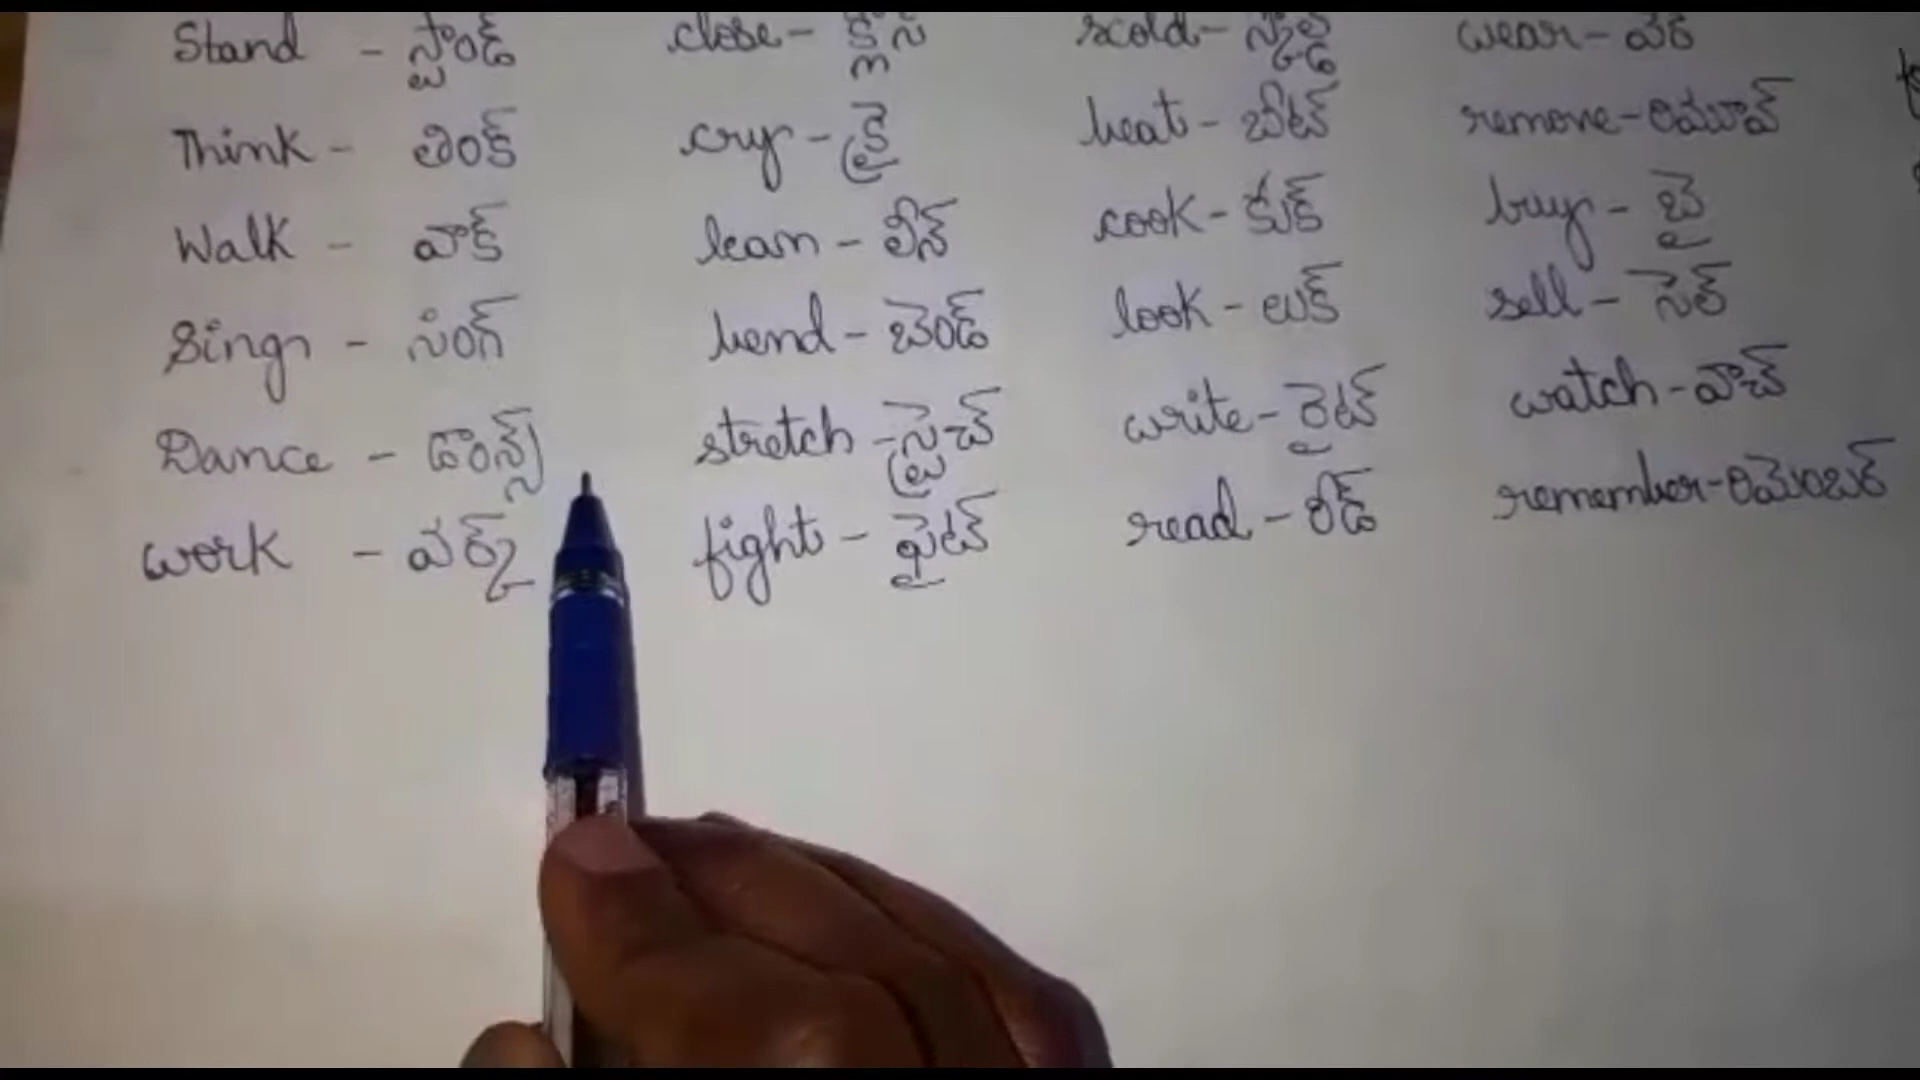 Stand - స్టాండ్ close - క్లోస్ scold - స్కోల్డ్ wear - వేర్
Think - తింక్ cry - క్రై beat - బీట్ remove - రిమూవ్
Walk - వాక్ lean - లీన్ cook - కుక్ buy - బై
Sing - సింగ్ bend - బెండ్ look - లుక్ sell - సెల్
Dance - డాన్స్ stretch - స్ట్రెచ్ write - రైట్ watch - వాచ్
work - వర్క్ fight - ఫైట్ read - రీడ్ remember - రిమెంబర్